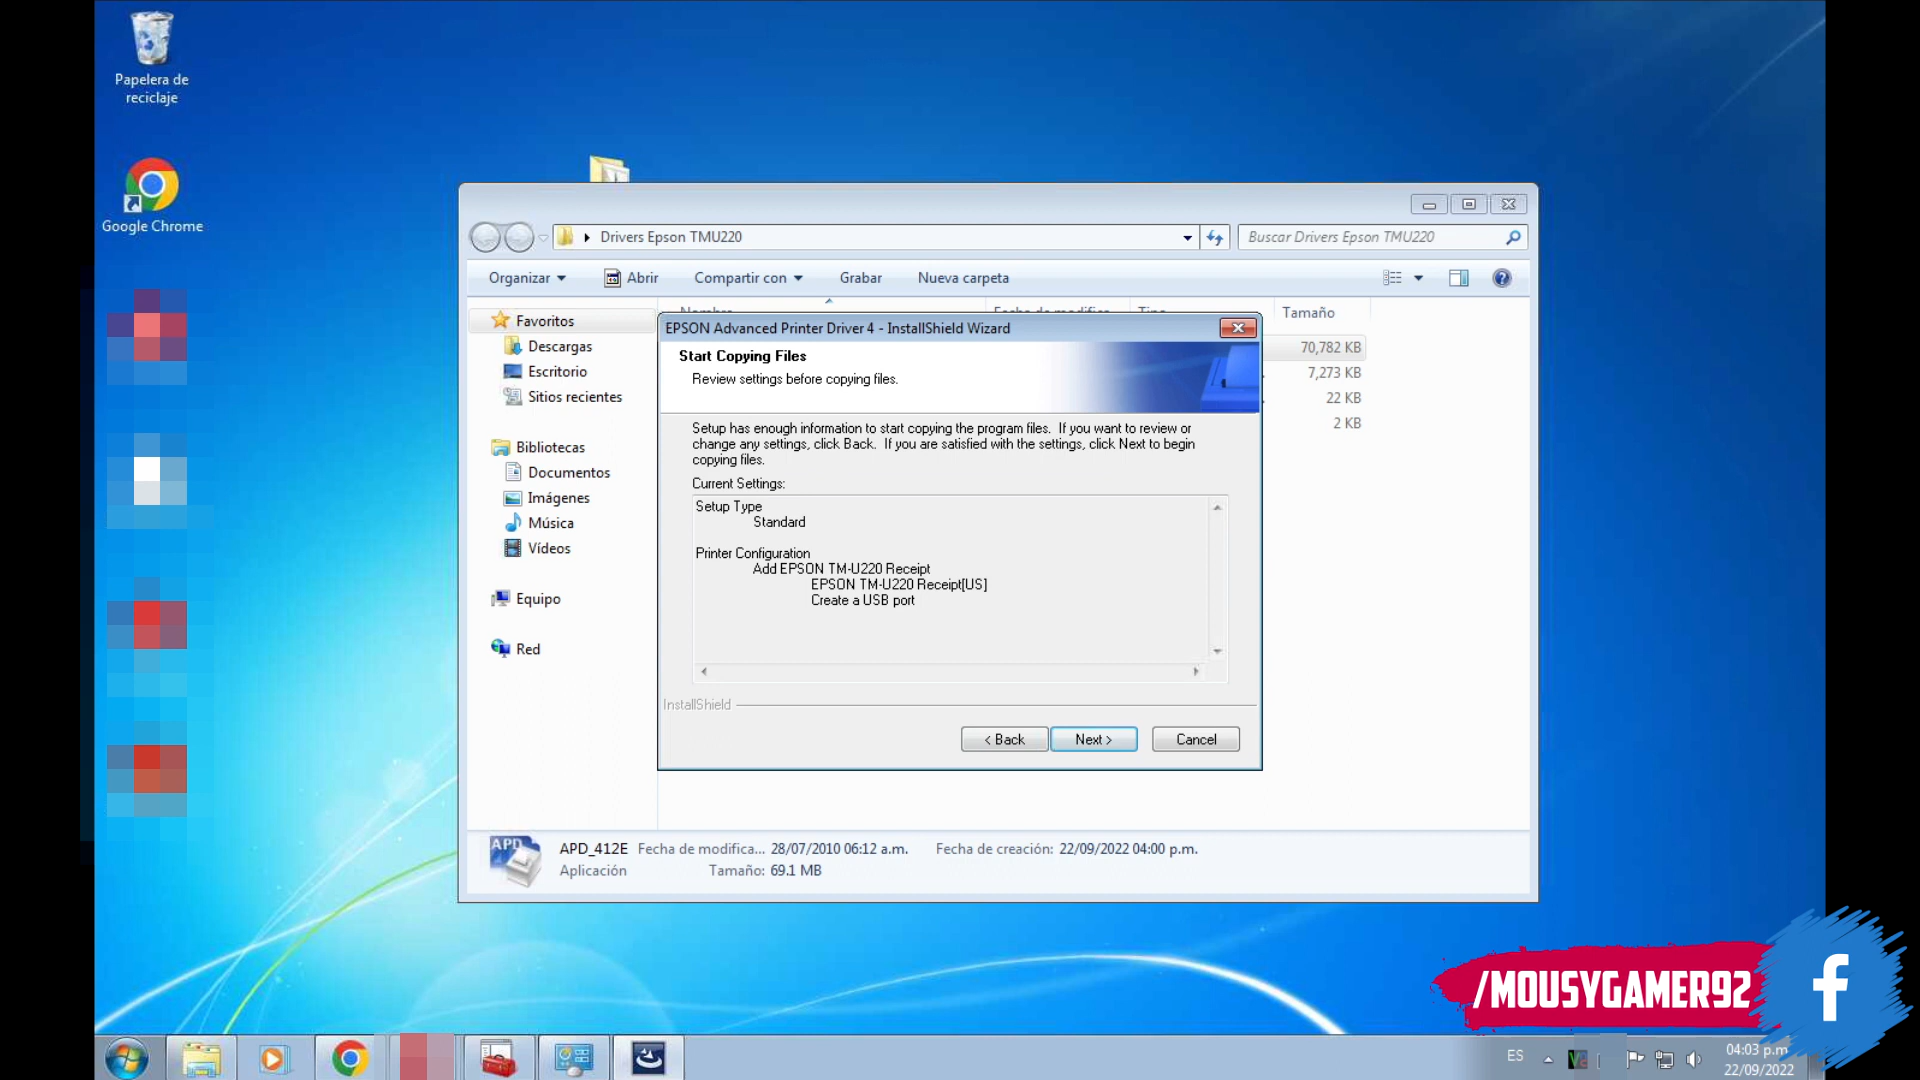 Papelera de
reciclaje
Google Chrome
Drivers Epson TMU220
Buscar Drivers Epson TMU220
Organizar
Abrir
Compartir con
Grabar
Nueva carpeta
Favoritos
Descargas
Escritorio
Sitios recientes
Bibliotecas
Documentos
Imágenes
Música
Vídeos
Equipo
Red
Tamaño
70,782 KB
7,273 KB
22 KB
2 KB
EPSON Advanced Printer Driver 4 - InstallShield Wizard
Start Copying Files
Review settings before copying files.
Setup has enough information to start copying the program files. If you want to review or
change any settings, click Back. If you are satisfied with the settings, click Next to begin
copying files.
Current Settings:
Setup Type
Standard
Printer Configuration
Add EPSON TM-U220 Receipt
EPSON TM-U220 Receipt[US]
Create a USB port
InstallShield
< Back
Next >
Cancel
APD
APD_412E Fecha de modifica... 28/07/2010 06:12 a.m. Fecha de creación: 22/09/2022 04:00 p.m.
Aplicación Tamaño: 69.1 MB
/MOUSYGAMER92
f
ES
04:03 p.m
22/09/2022